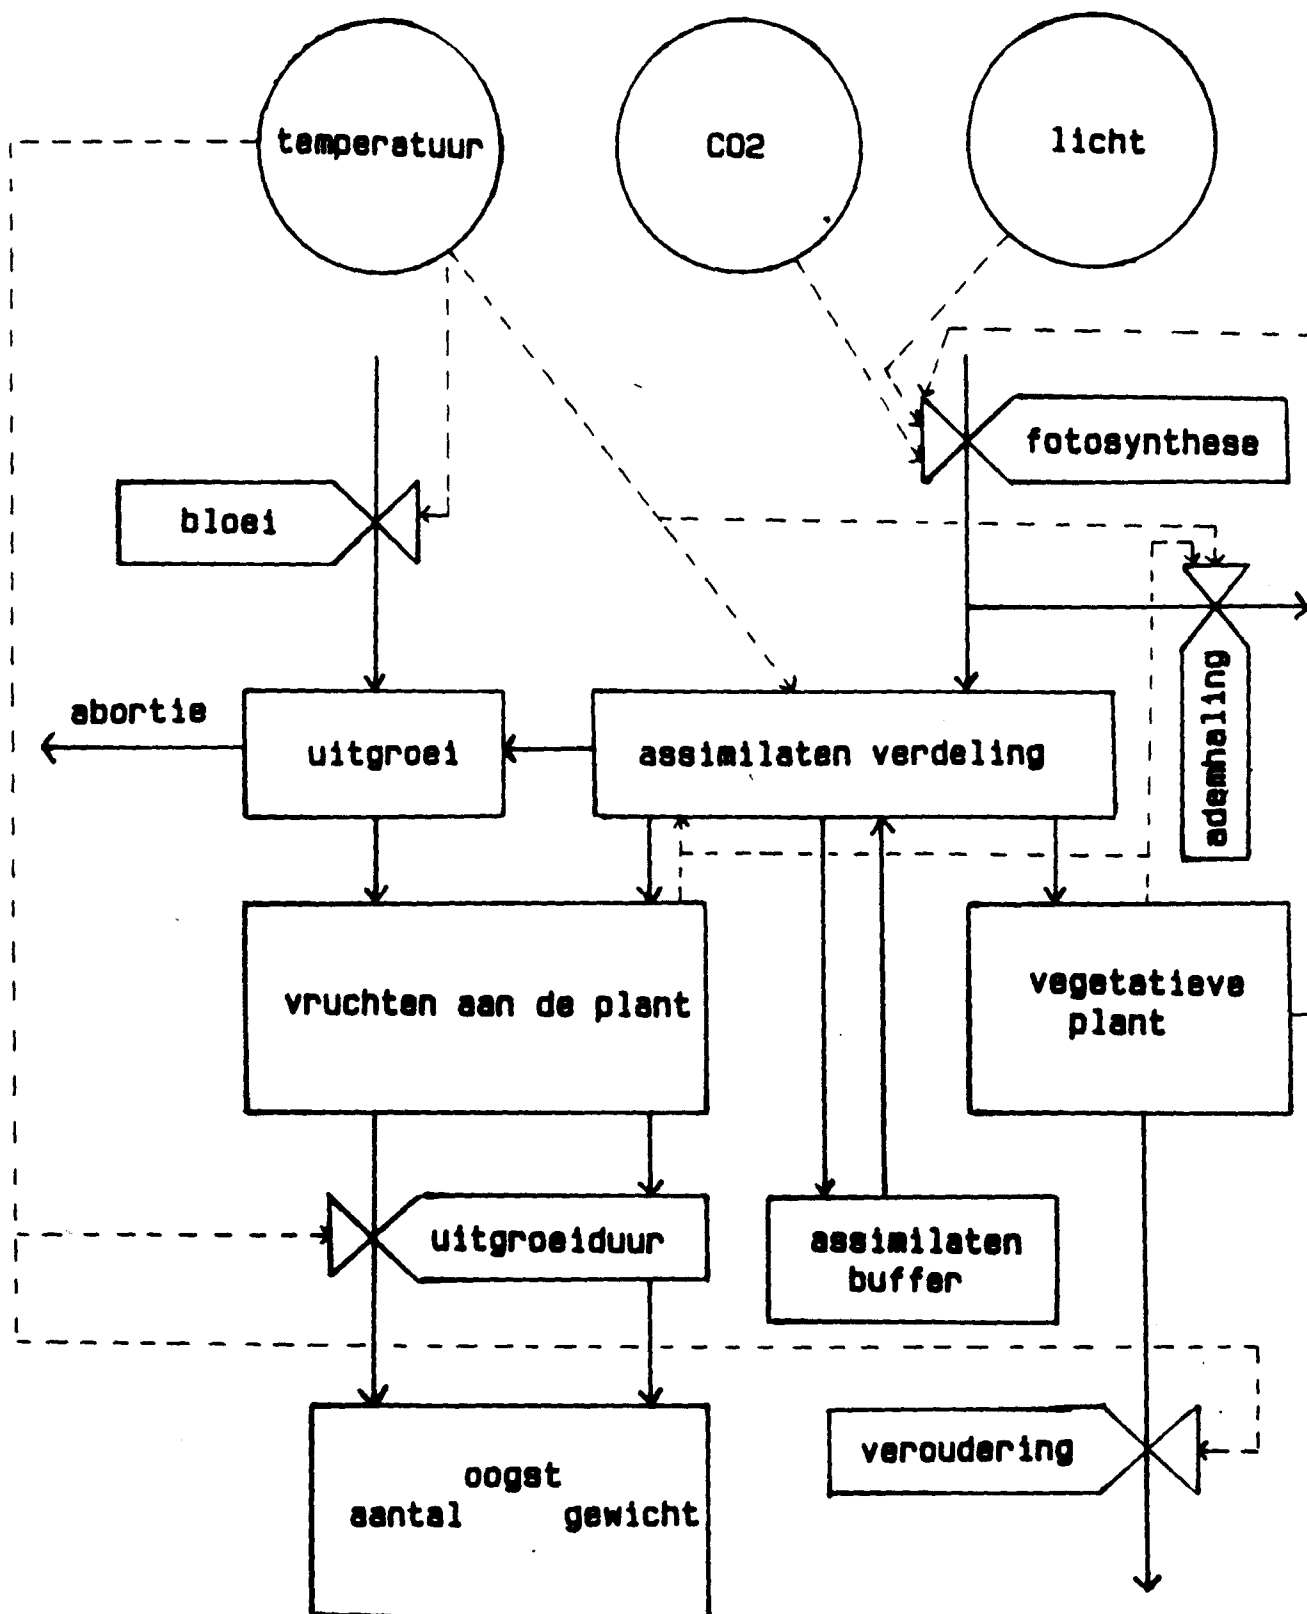 temperatuur
CO2
licht
fotosynthese
bloei
ademhaling
abortie
uitgroei
assimilaten verdeling
vruchten aan de plant
vegetatieve
plant
uitgroeiduur
assimilaten
buffer
veroudering
oogst
aantal gewicht